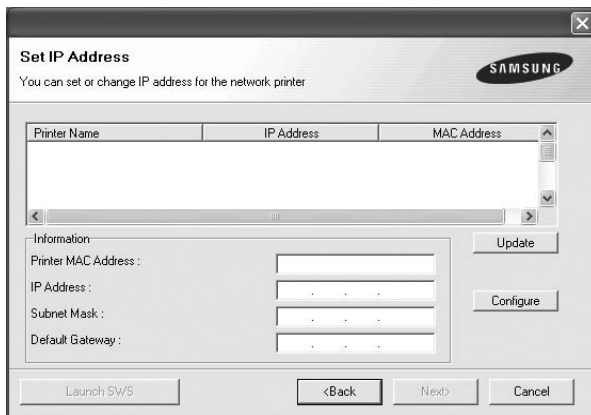 Set IP Address
You can set or change IP address for the network printer
SAMSUNG
Printer Name IP Address MAC Address
Information
Update
Printer MAC Address :
IP Address :
Configure
Subnet Mask :
Default Gateway :
Launch SWS <Back Next> Cancel